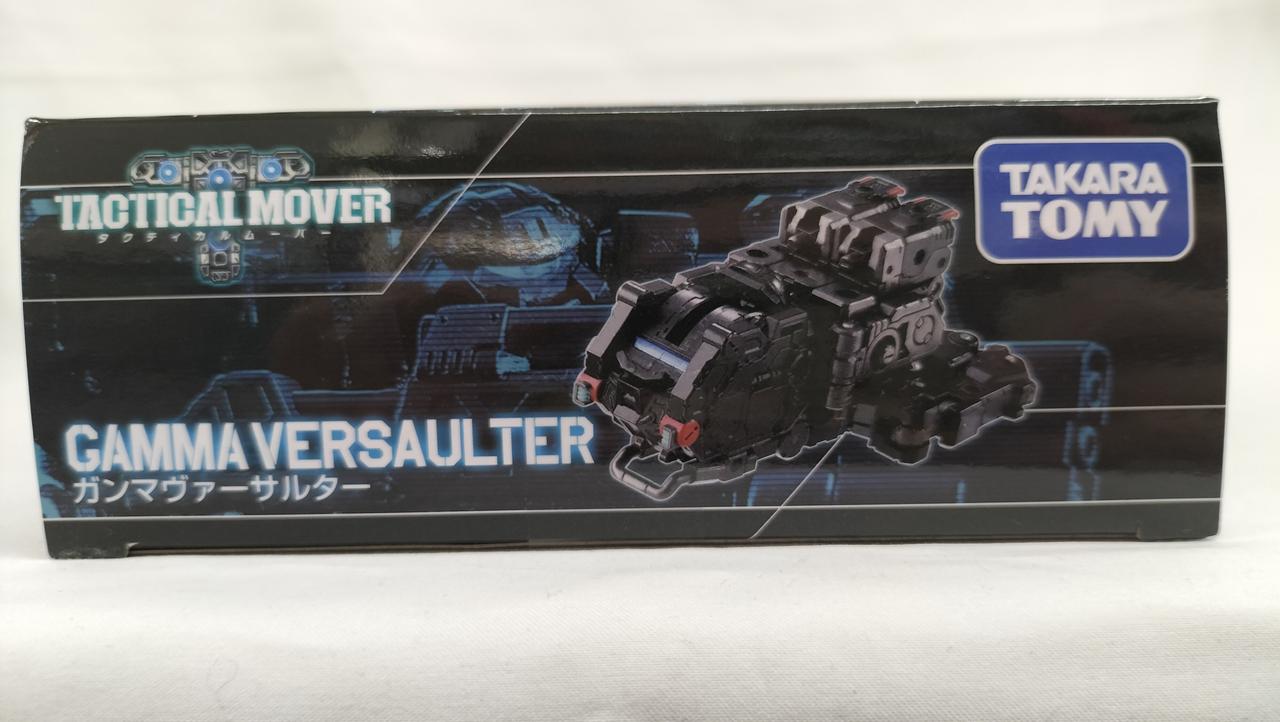 TACTICAL MOVER
タクティカルムーバー
TAKARA
TOMY
GAMMA VERSAULTER
ガンマヴァーサルター